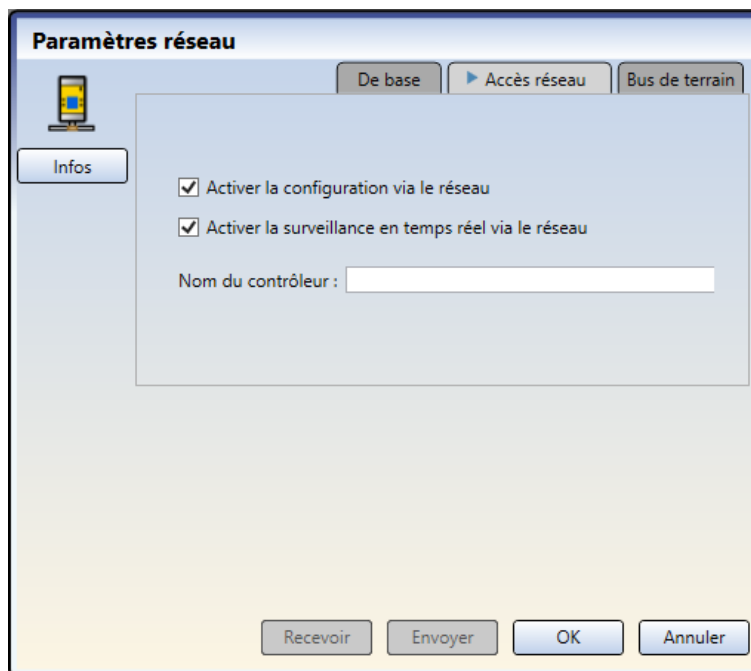 Paramètres réseau
De base
Accès réseau
Bus de terrain
Infos
Activer la configuration via le réseau
Activer la surveillance en temps réel via le réseau
Nom du contrôleur :
Recevoir
Envoyer
OK
Annuler